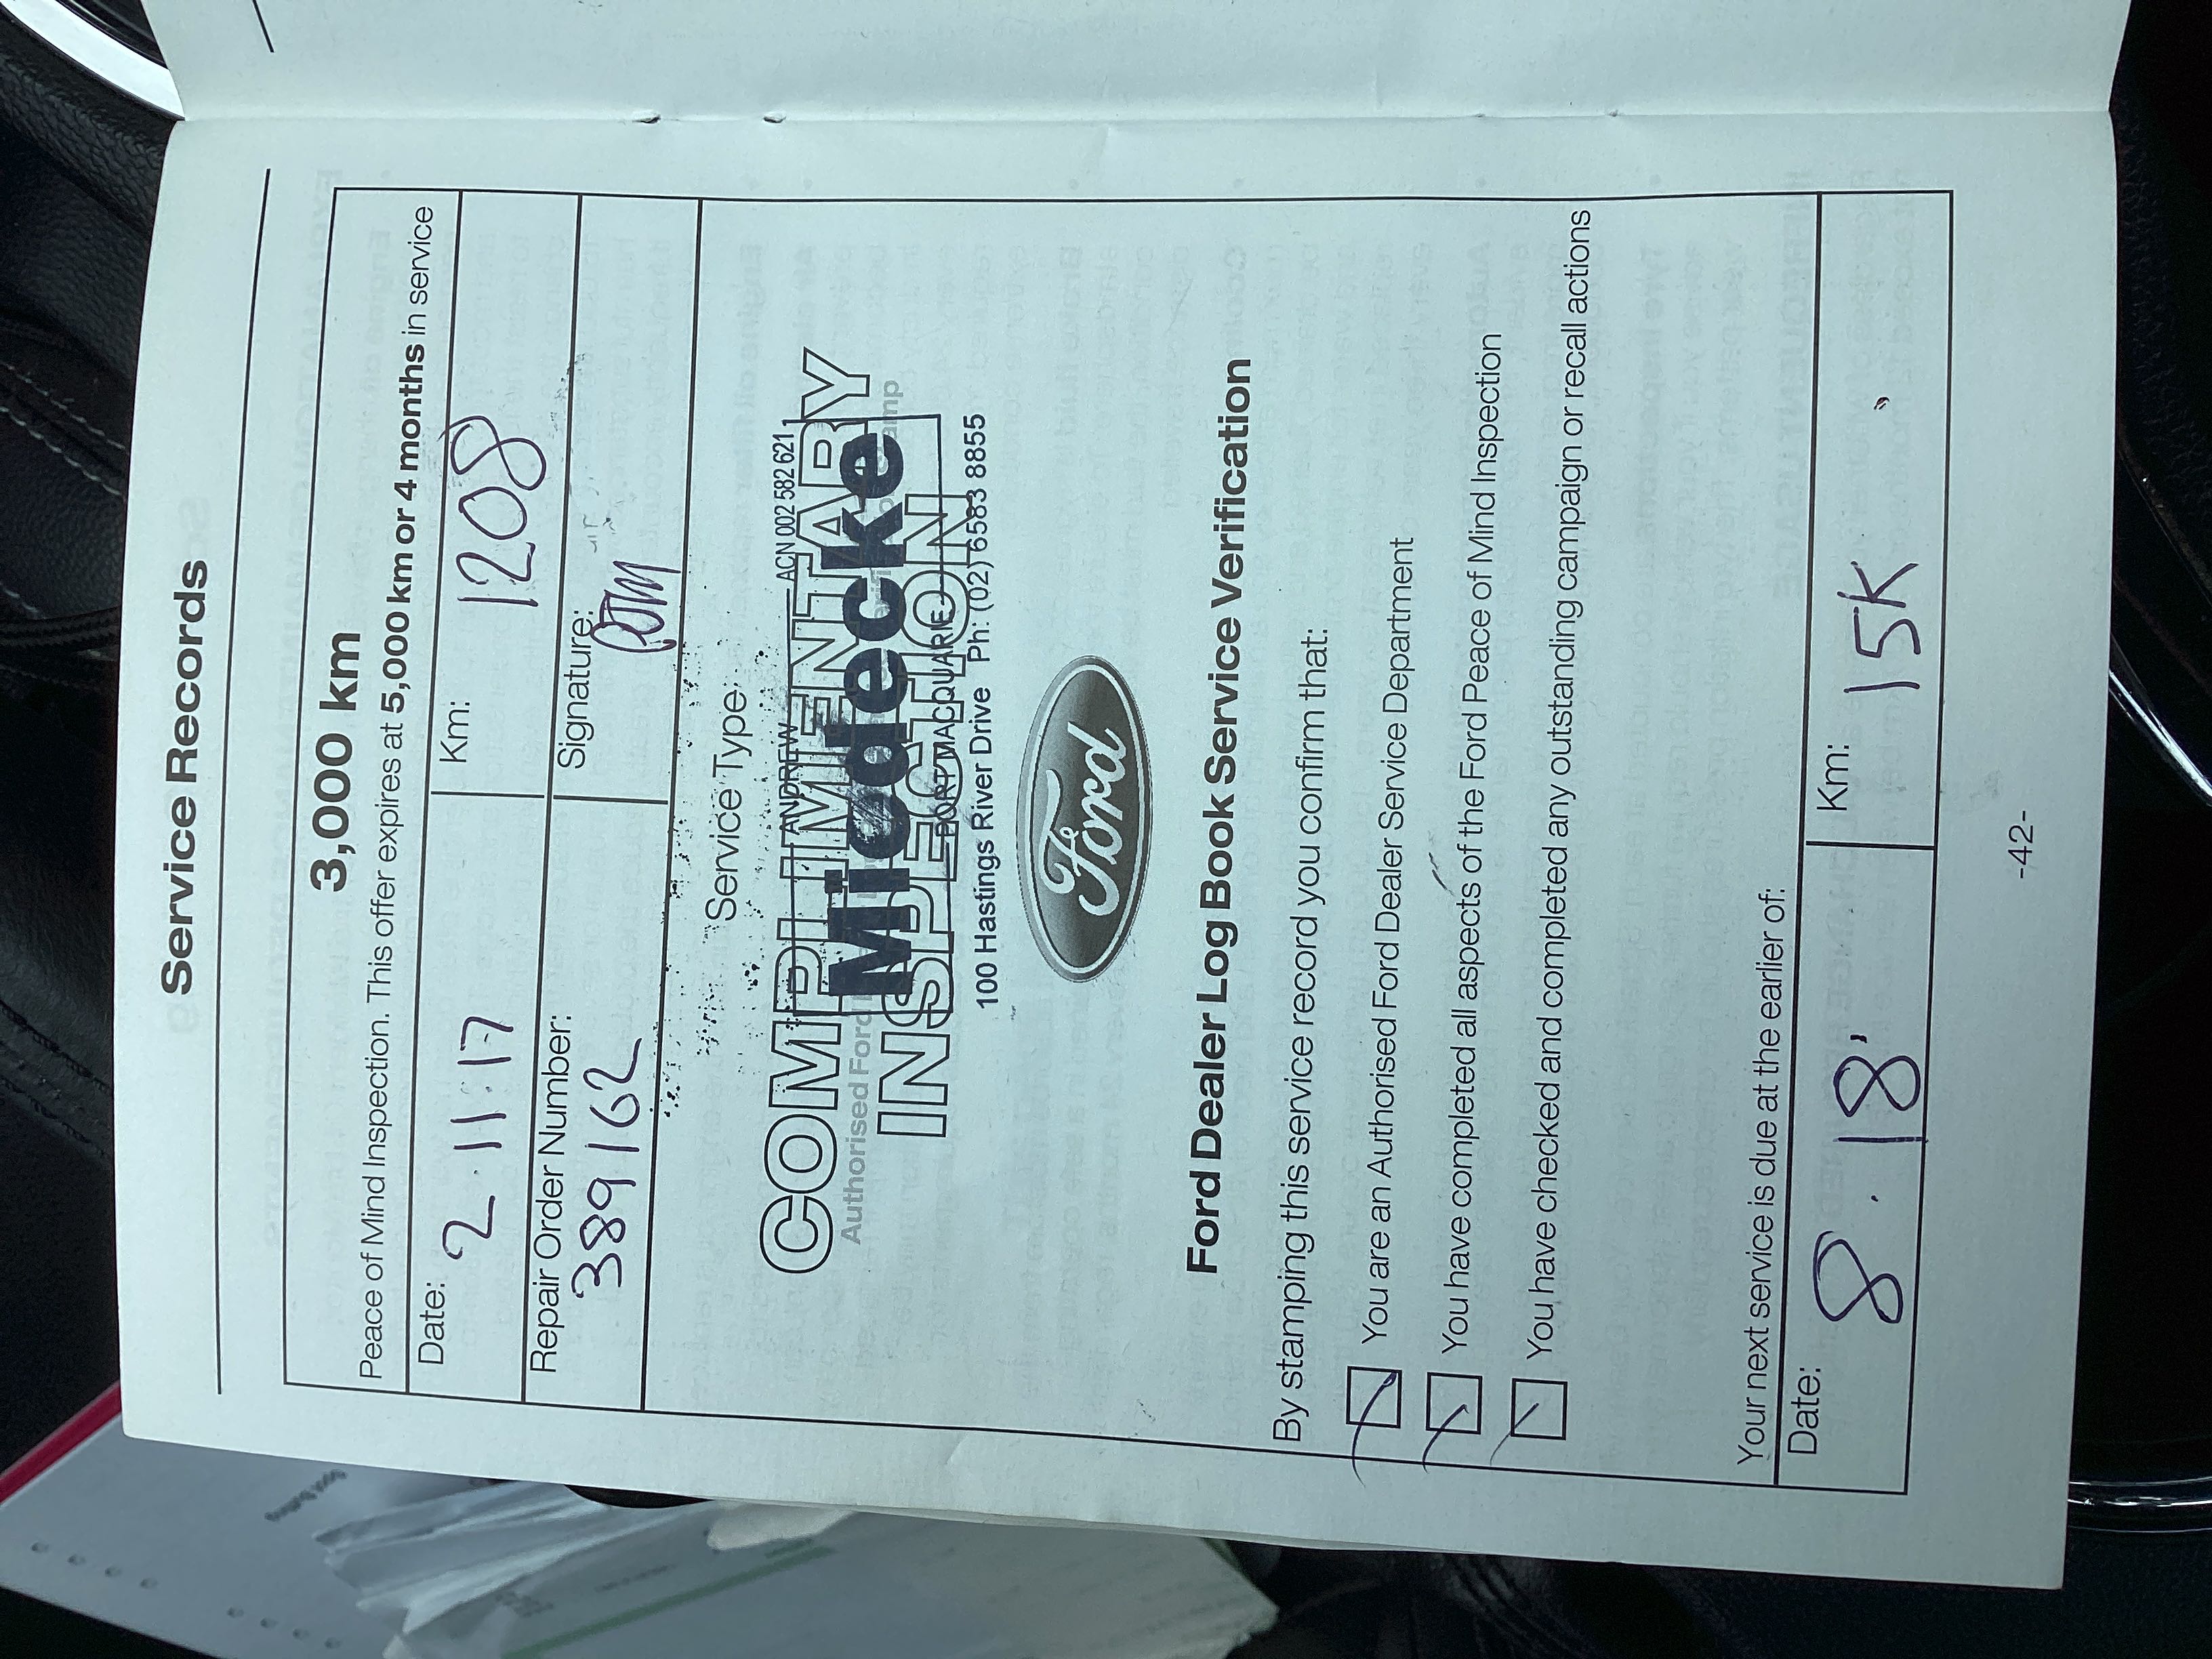 Service Records
3,000 km
Peace of Mind Inspection. This offer expires at 5,000 km or 4 months in service
Date: 2.11.17 Km: 1208
Repair Order Number: 389162 Signature:
Service Type:
ANDREW ACN 002 582 621
COMPLIMENTARY
Miedecke
Authorised Ford
INSPECTION
PORT MACQUARIE
100 Hastings River Drive Ph: (02) 6583 8855
Ford
Ford Dealer Log Book Service Verification
By stamping this service record you confirm that:
You are an Authorised Ford Dealer Service Department
You have completed all aspects of the Ford Peace of Mind Inspection
You have checked and completed any outstanding campaign or recall actions
Your next service is due at the earlier of:
Date: 8.18 Km: 15K
-42-